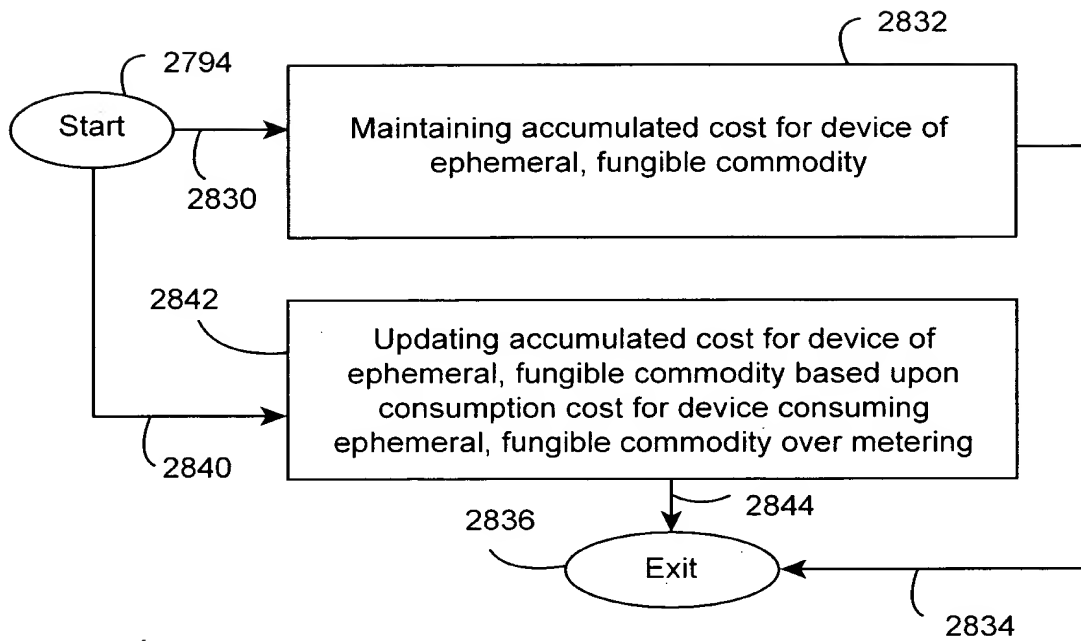 2794
2832
Start
Maintaining accumulated cost for device of
ephemeral, fungible commodity
2830
2842
Updating accumulated cost for device of
ephemeral, fungible commodity based upon
consumption cost for device consuming
ephemeral, fungible commodity over metering
2840
2844
2836
Exit
2834